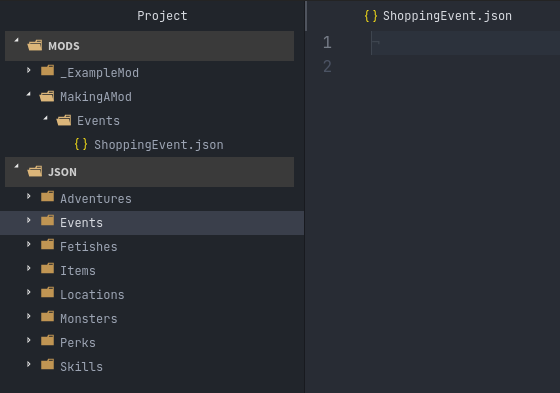 Project
MODS
_ExampleMod
MakingAMod
Events
{} ShoppingEvent.json
JSON
Adventures
Events
Fetishes
Items
Locations
Monsters
Perks
Skills
{} ShoppingEvent.json
1 ¬
2